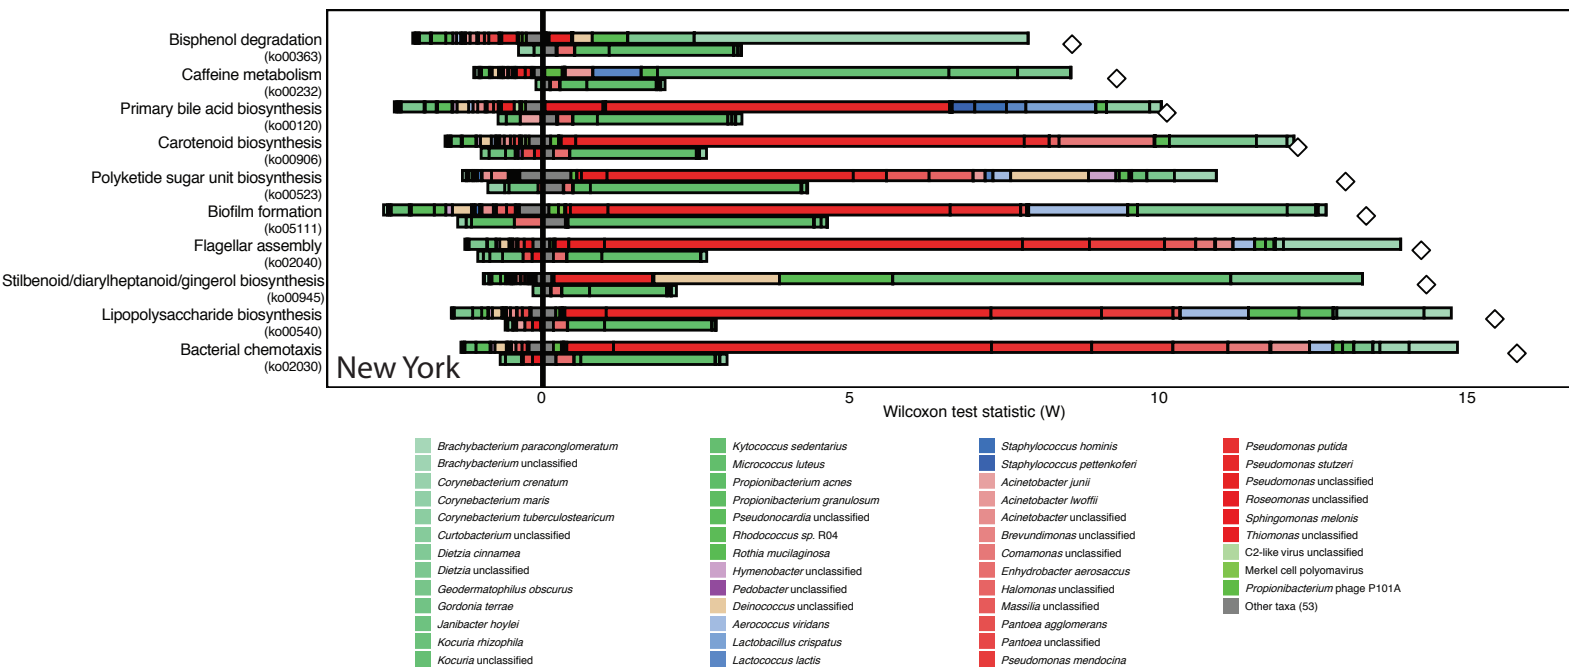 Bisphenol degradation
(ko00363)
Caffeine metabolism
(ko00232)
Primary bile acid biosynthesis
(ko00120)
Carotenoid biosynthesis
(ko00906)
Polyketide sugar unit biosynthesis
(ko00523)
Biofilm formation
(ko05111)
Flagellar assembly
(ko02040)
Stilbenoid/diarylheptanoid/gingerol biosynthesis
(ko00945)
Lipopolysaccharide biosynthesis
(ko00540)
Bacterial chemotaxis
(ko02030)
New York
0 5 10 15
Wilcoxon test statistic (W)
Brachybacterium paraconglomeratum
Brachybacterium unclassified
Corynebacterium crenatum
Corynebacterium maris
Corynebacterium tuberculostearicum
Curtobacterium unclassified
Dietzia cinnamea
Dietzia unclassified
Geodermatophilus obscurus
Gordonia terrae
Janibacter hoylei
Kocuria rhizophila
Kocuria unclassified
Kytococcus sedentarius
Micrococcus luteus
Propionibacterium acnes
Propionibacterium granulosum
Pseudonocardia unclassified
Rhodococcus sp. R04
Rothia mucilaginosa
Hymenobacter unclassified
Pedobacter unclassified
Deinococcus unclassified
Aerococcus viridans
Lactobacillus crispatus
Lactococcus lactis
Staphylococcus hominis
Staphylococcus pettenkoferi
Acinetobacter junii
Acinetobacter lwoffii
Acinetobacter unclassified
Brevundimonas unclassified
Comamonas unclassified
Enhydrobacter aerosaccus
Halomonas unclassified
Massilia unclassified
Pantoea agglomerans
Pantoea unclassified
Pseudomonas mendocina
Pseudomonas putida
Pseudomonas stutzeri
Pseudomonas unclassified
Roseomonas unclassified
Sphingomonas melonis
Thiomonas unclassified
C2-like virus unclassified
Merkel cell polyomavirus
Propionibacterium phage P101A
Other taxa (53)